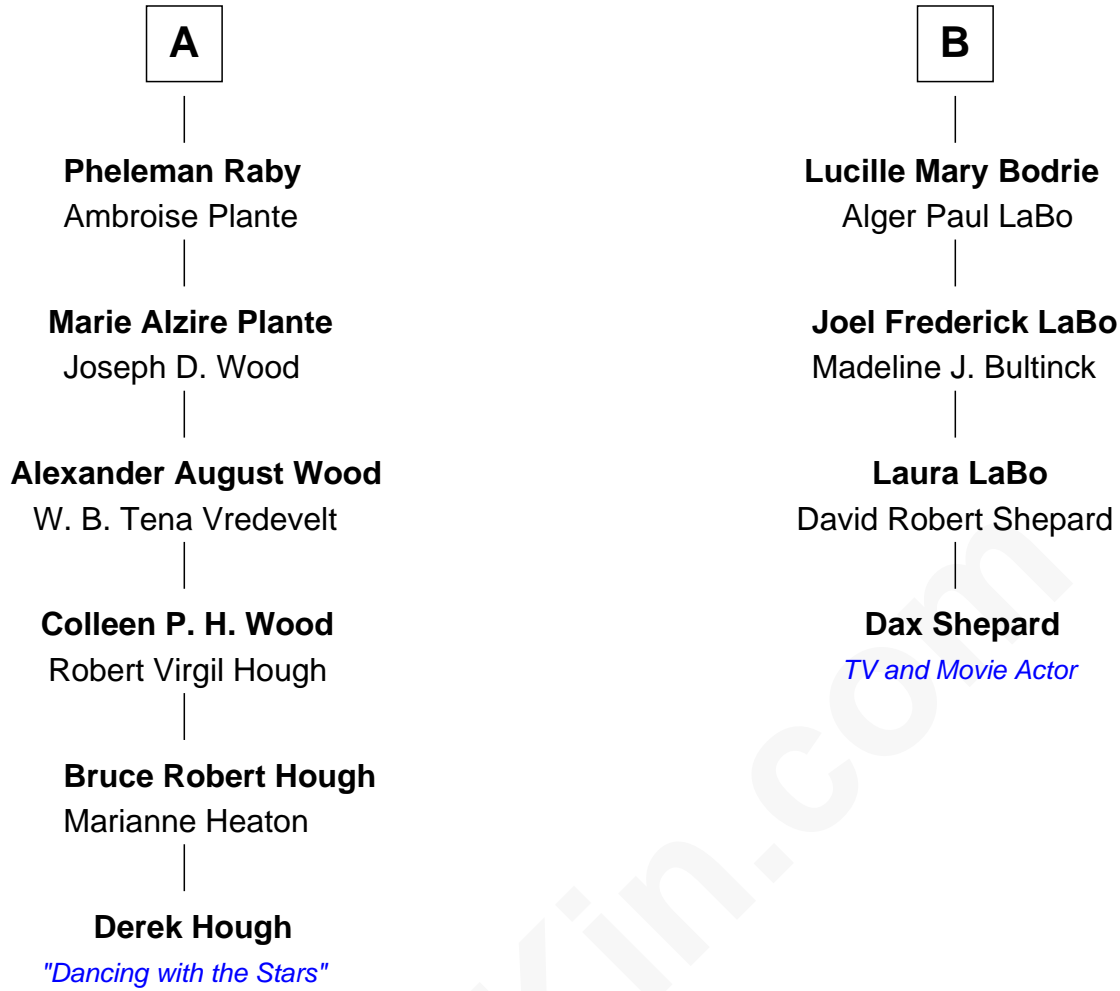 A
Pheleman Raby
Ambroise Plante
Marie Alzire Plante
Joseph D. Wood
Alexander August Wood
W. B. Tena Vredevelt
Colleen P. H. Wood
Robert Virgil Hough
Bruce Robert Hough
Marianne Heaton
Derek Hough
"Dancing with the Stars"
B
Lucille Mary Bodrie
Alger Paul LaBo
Joel Frederick LaBo
Madeline J. Bultinck
Laura LaBo
David Robert Shepard
Dax Shepard
TV and Movie Actor
Kin.com